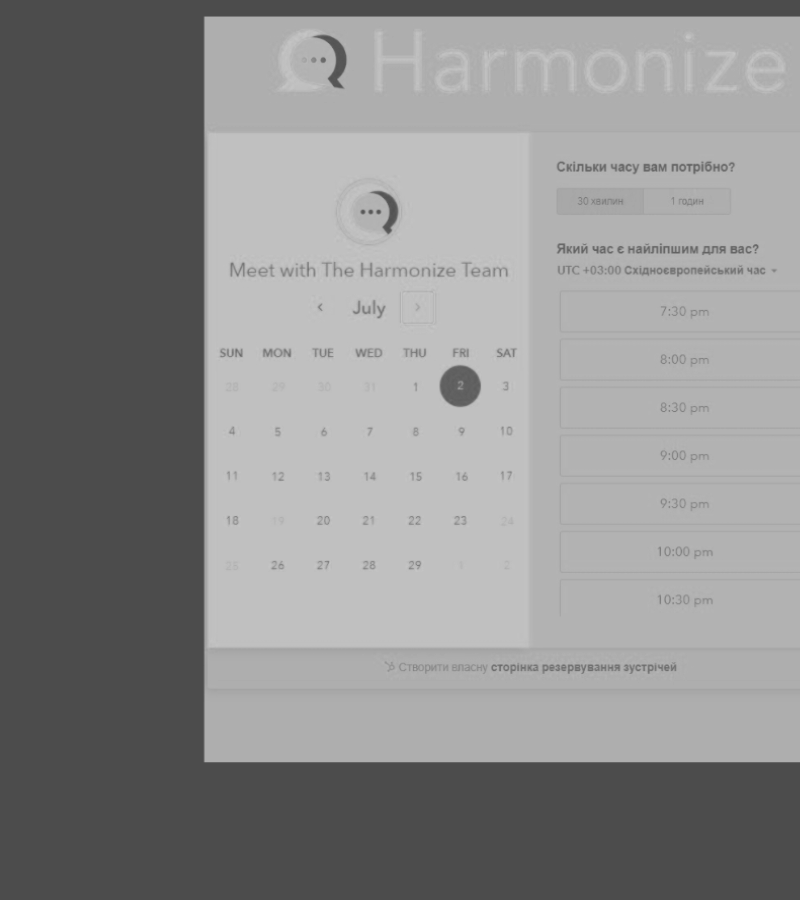 Harmonize
Meet with The Harmonize Team
July
SUN MON TUE WED THU FRI SAT
28 29 30 31 1 2 3
4 5 6 7 8 9 10
11 12 13 14 15 16 17
18 19 20 21 22 23 24
25 26 27 28 29 1 2
Скільки часу вам потрібно?
30 хвилин 1 годин
Який час є найліпшим для вас?
UTC +03:00 Східноєвропейський час
7:30 pm
8:00 pm
8:30 pm
9:00 pm
9:30 pm
10:00 pm
10:30 pm
Створити власну сторінка резервування зустрічей